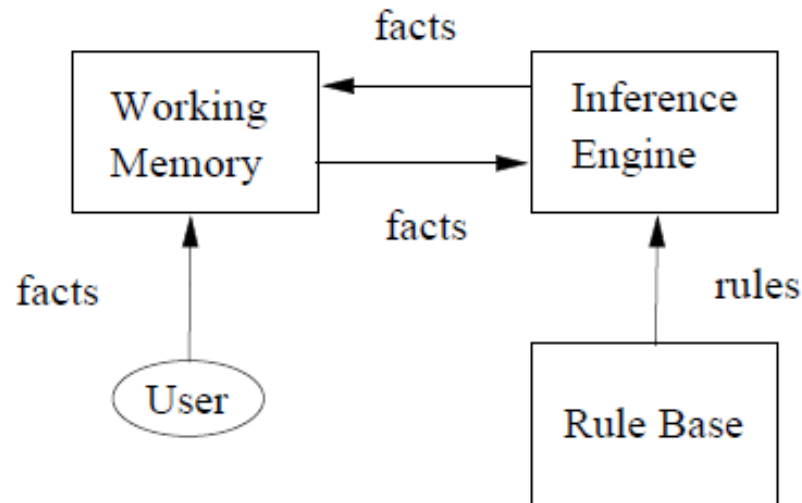 facts
Working
Memory
Inference
Engine
facts
facts
rules
User
Rule Base